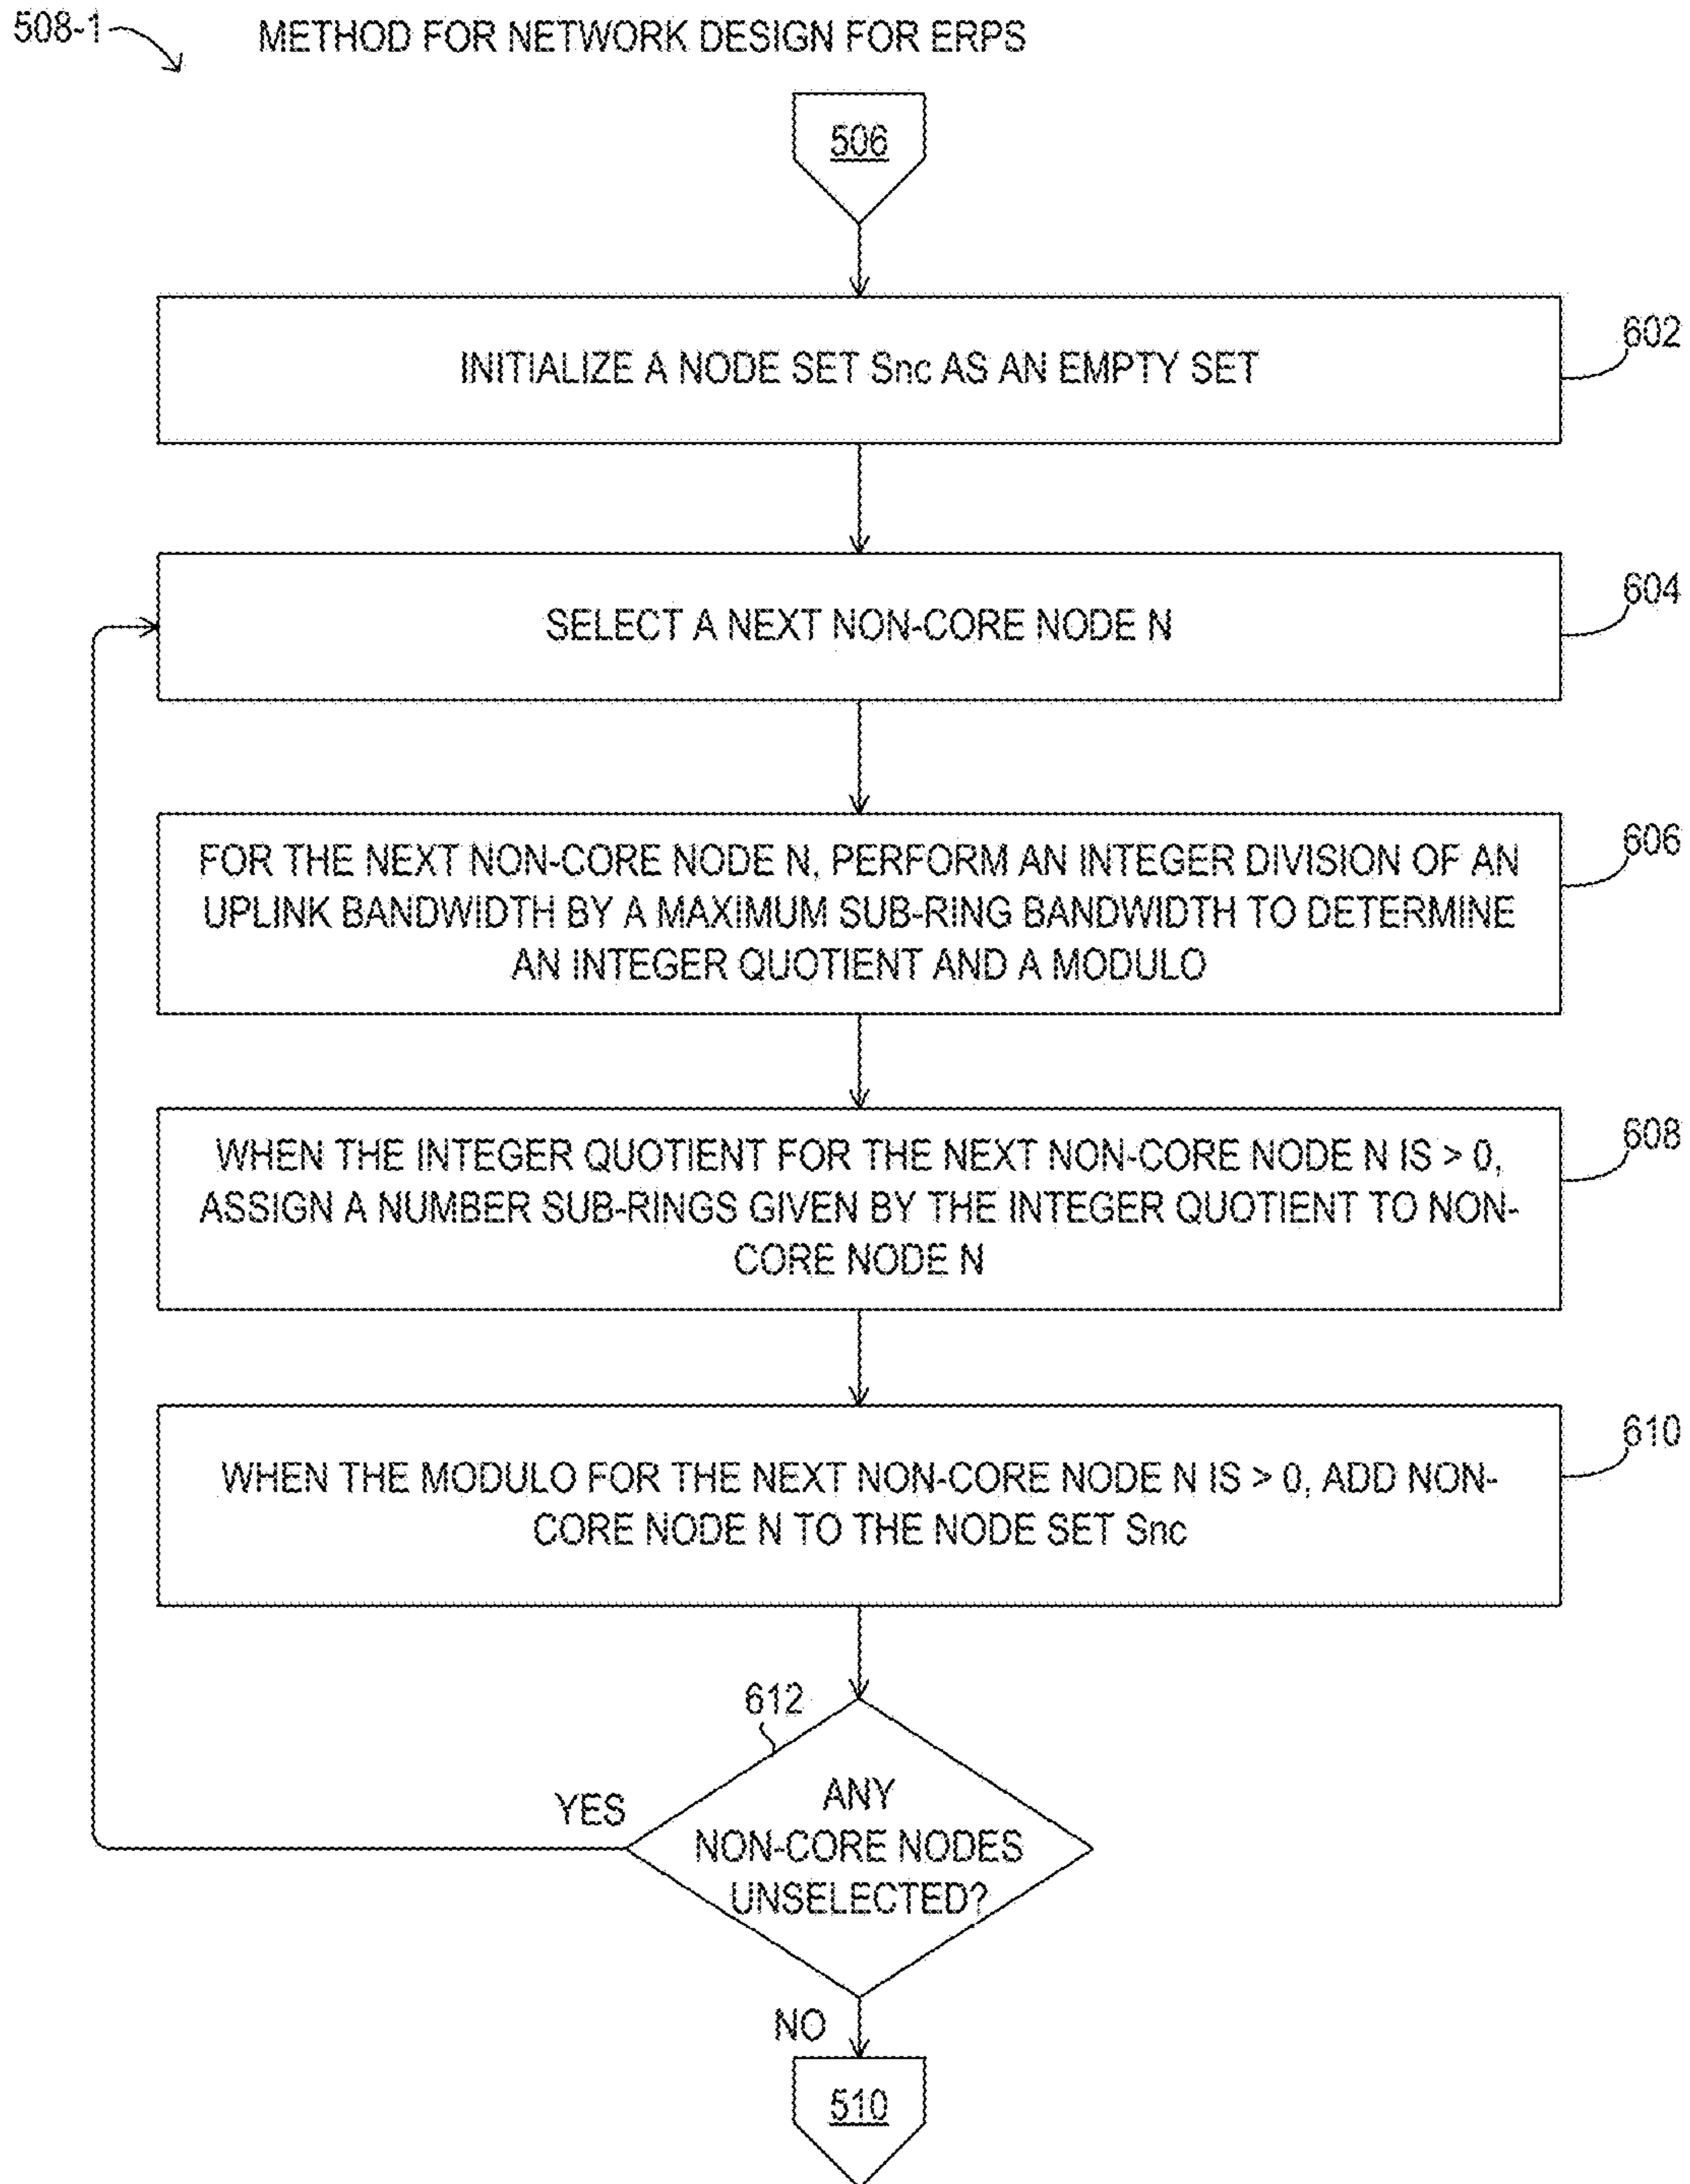 508-1
METHOD FOR NETWORK DESIGN FOR ERPS
506
INITIALIZE A NODE SET Snc AS AN EMPTY SET
602
SELECT A NEXT NON-CORE NODE N
604
FOR THE NEXT NON-CORE NODE N, PERFORM AN INTEGER DIVISION OF AN
UPLINK BANDWIDTH BY A MAXIMUM SUB-RING BANDWIDTH TO DETERMINE
AN INTEGER QUOTIENT AND A MODULO
606
WHEN THE INTEGER QUOTIENT FOR THE NEXT NON-CORE NODE N IS > 0,
ASSIGN A NUMBER SUB-RINGS GIVEN BY THE INTEGER QUOTIENT TO NON-
CORE NODE N
608
WHEN THE MODULO FOR THE NEXT NON-CORE NODE N IS > 0, ADD NON-
CORE NODE N TO THE NODE SET Snc
610
612
YES
ANY
NON-CORE NODES
UNSELECTED?
NO
510